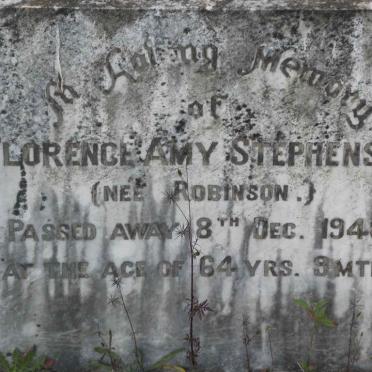 In Loving Memory
of
LORENCE AMY STEPHENS
(NEE ROBINSON.)
PASSED AWAY 8TH DEC. 194
AT THE AGE OF 64 YRS. 3 MTH